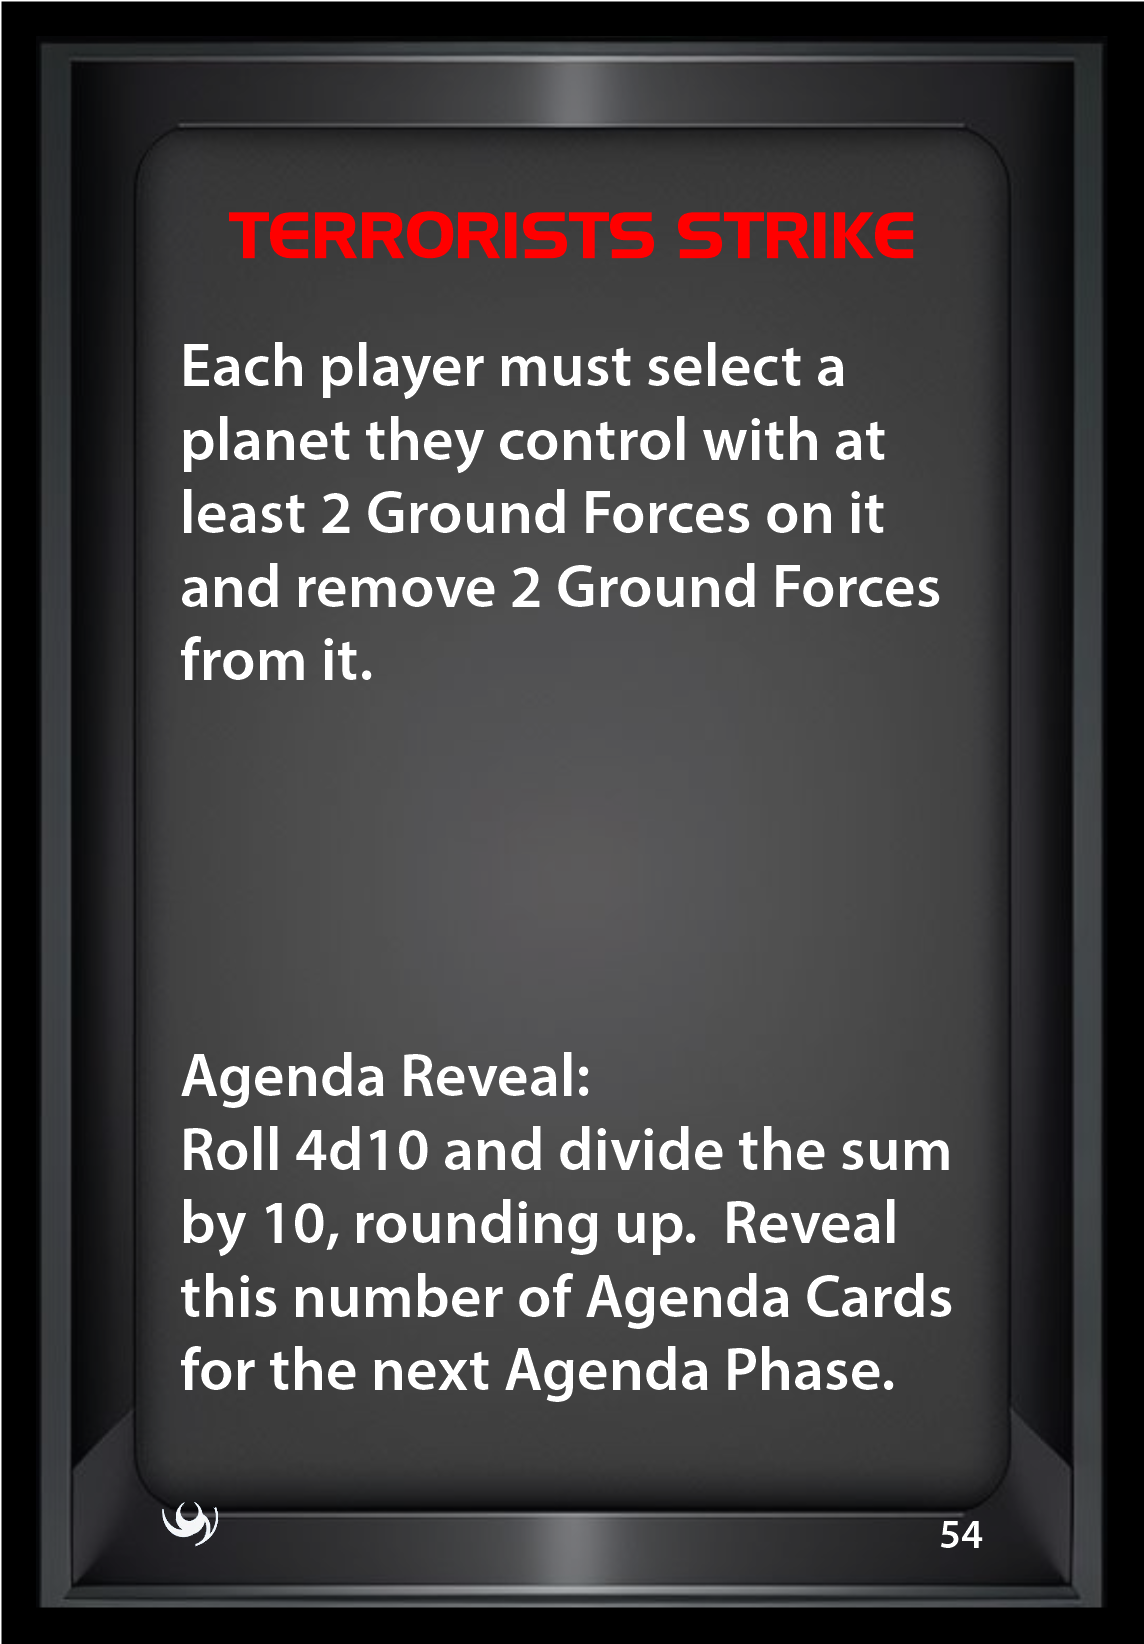 TERRORISTS STRIKE
Each player must select a
planet they control with at
least 2 Ground Forces on it
and remove 2 Ground Forces
from it.
Agenda Reveal:
Roll 4d10 and divide the sum
by 10, rounding up.  Reveal
this number of Agenda Cards
for the next Agenda Phase.
54